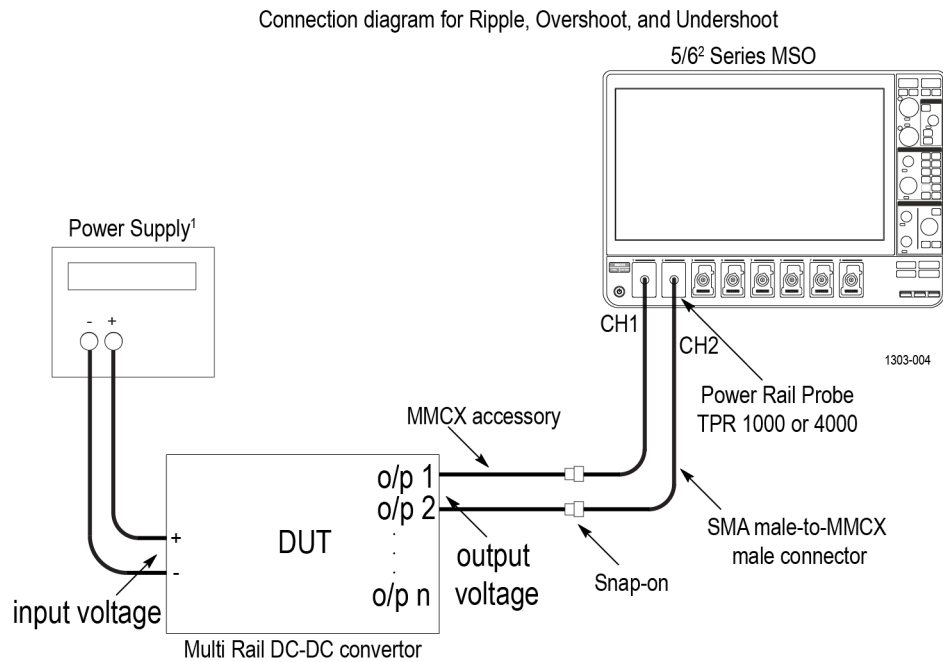 Connection diagram for Ripple, Overshoot, and Undershoot
5/6² Series MSO
Power Supply¹
- +
CH1
CH2
1303-004
Power Rail Probe
TPR 1000 or 4000
MMCX accessory
o/p 1
o/p 2
.
.
.
o/p n
DUT
+
-
input voltage
output
voltage
Snap-on
SMA male-to-MMCX
male connector
Multi Rail DC-DC convertor